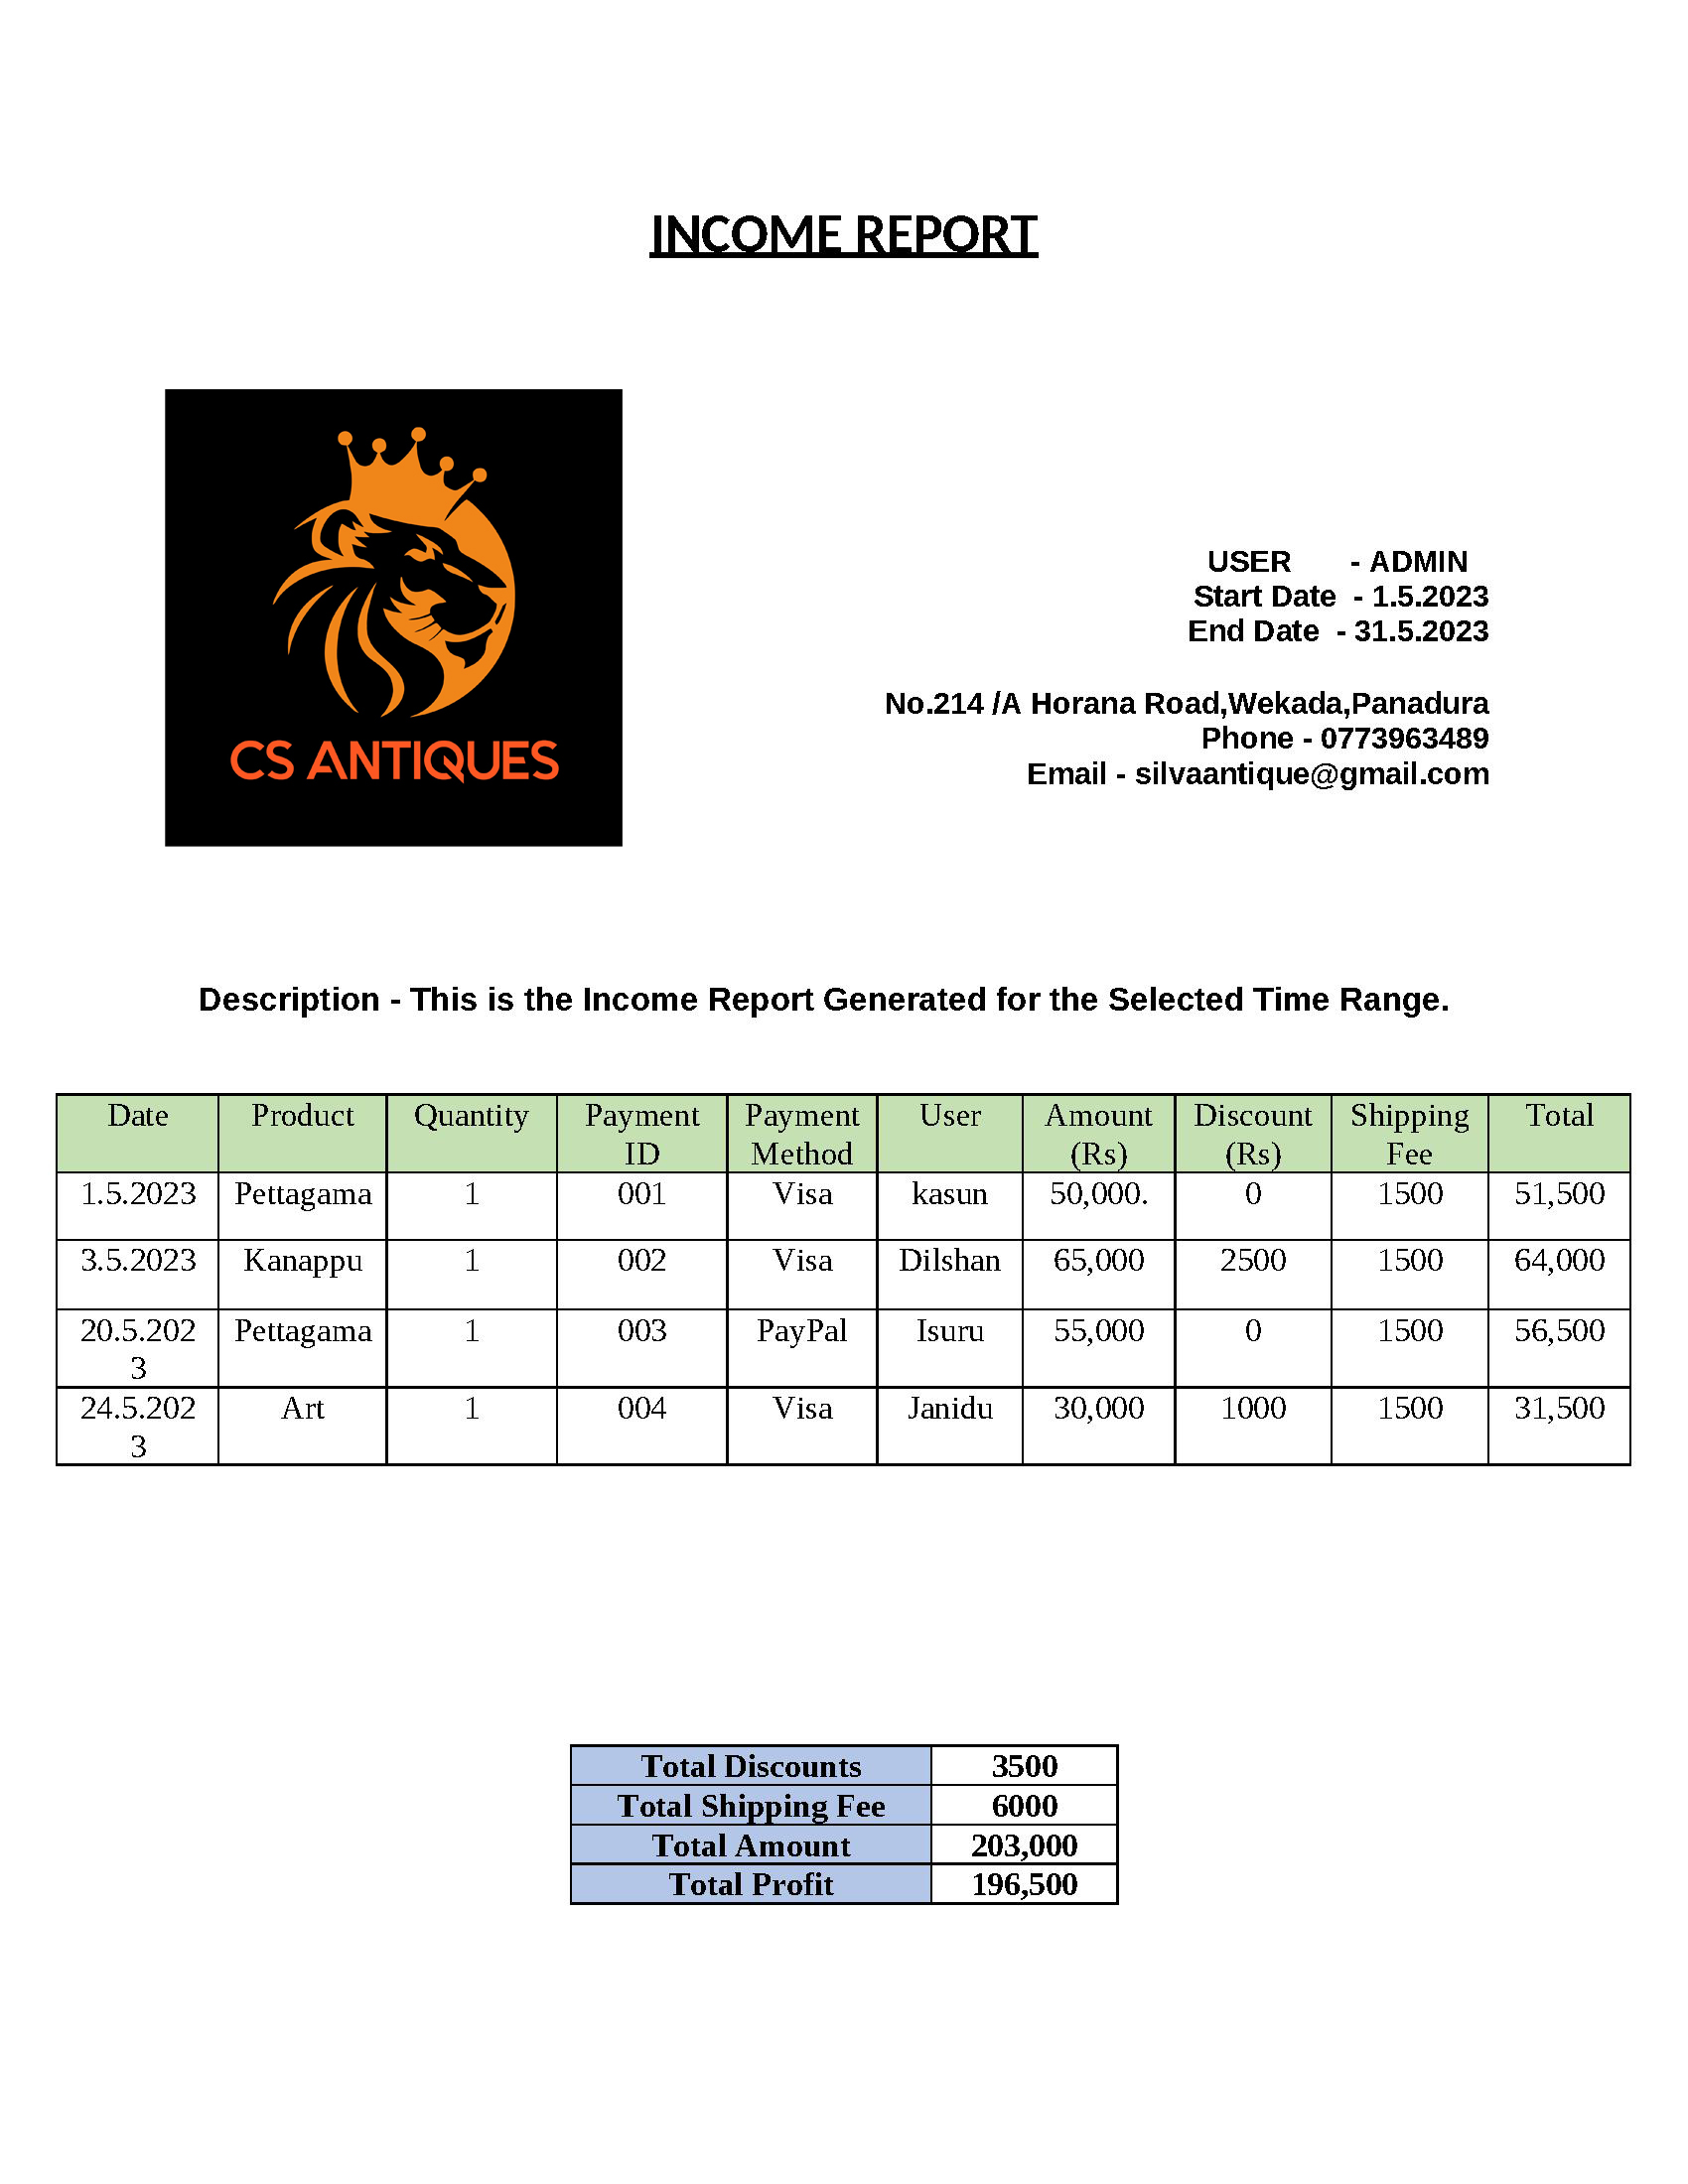 INCOME REPORT
CS ANTIQUES
USER - ADMIN
Start Date - 1.5.2023
End Date - 31.5.2023
No.214 /A Horana Road,Wekada,Panadura
Phone - 0773963489
Email - silvaantique@gmail.com
Description - This is the Income Report Generated for the Selected Time Range.
Date Product Quantity Payment ID Payment Method User Amount (Rs) Discount (Rs) Shipping Fee Total
1.5.2023 Pettagama 1 001 Visa kasun 50,000. 0 1500 51,500
3.5.2023 Kanappu 1 002 Visa Dilshan 65,000 2500 1500 64,000
20.5.2023 Pettagama 1 003 PayPal Isuru 55,000 0 1500 56,500
24.5.2023 Art 1 004 Visa Janidu 30,000 1000 1500 31,500
Total Discounts 3500
Total Shipping Fee 6000
Total Amount 203,000
Total Profit 196,500